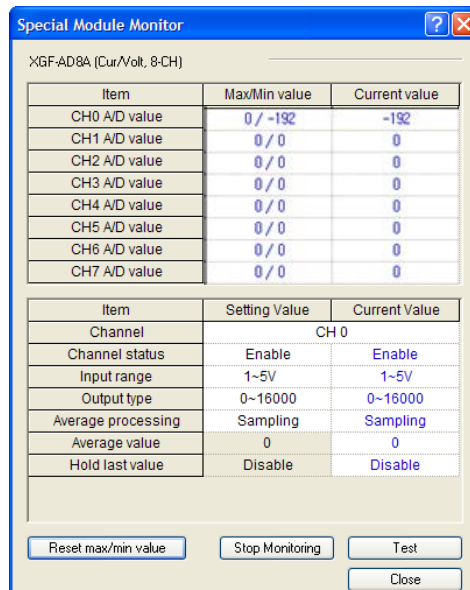 Special Module Monitor
XGF-AD8A (Cur/Volt, 8-CH)
Item Max/Min value Current value
CH0 A/D value 0 / -192 -192
CH1 A/D value 0 / 0 0
CH2 A/D value 0 / 0 0
CH3 A/D value 0 / 0 0
CH4 A/D value 0 / 0 0
CH5 A/D value 0 / 0 0
CH6 A/D value 0 / 0 0
CH7 A/D value 0 / 0 0
Item Setting Value Current Value
Channel CH 0
Channel status Enable Enable
Input range 1~5V 1~5V
Output type 0~16000 0~16000
Average processing Sampling Sampling
Average value 0 0
Hold last value Disable Disable
Reset max/min value Stop Monitoring Test
Close